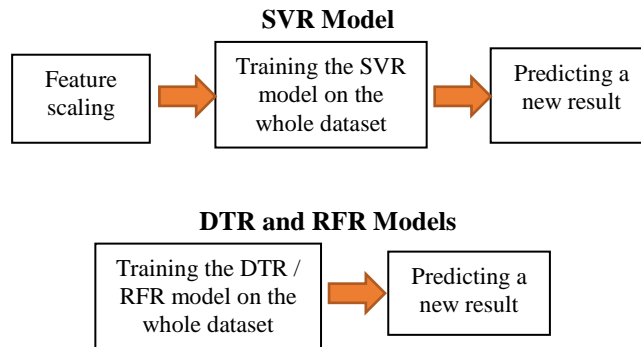 SVR Model
Feature
scaling
Training the SVR
model on the
whole dataset
Predicting a
new result
DTR and RFR Models
Training the DTR /
RFR model on the
whole dataset
Predicting a
new result